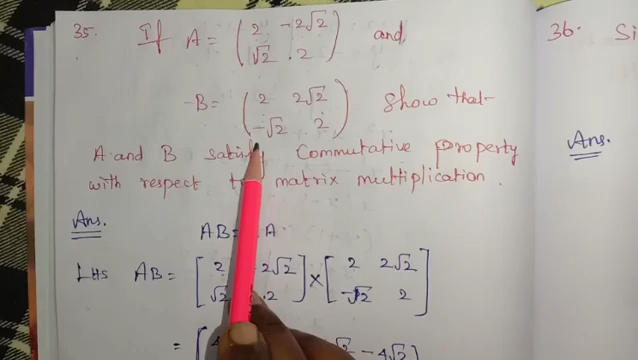 35. If A = ( 2 -2√2 ) and
( √2 2 )
B = ( 2 2√2 ) show that
( -√2 2 )
A and B Commutative Property
with respect matrix multiplication.
Ans. AB = A
LHS AB = [ 2 2√2 ] × [ 2 2√2 ]
[ √2 2 ] [ -√2 2 ]
= [ 4 - 4√2 ]
36. Si
Ans.